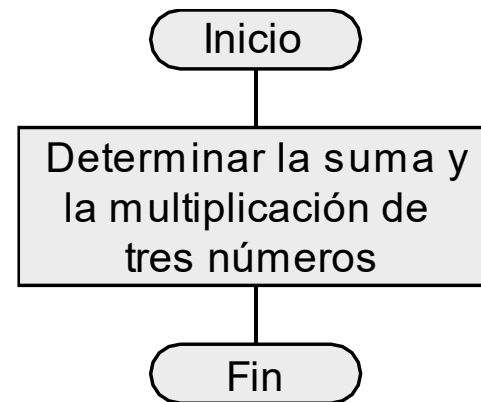 Inicio
Determinar la suma y
la multiplicación de
tres números
Fin